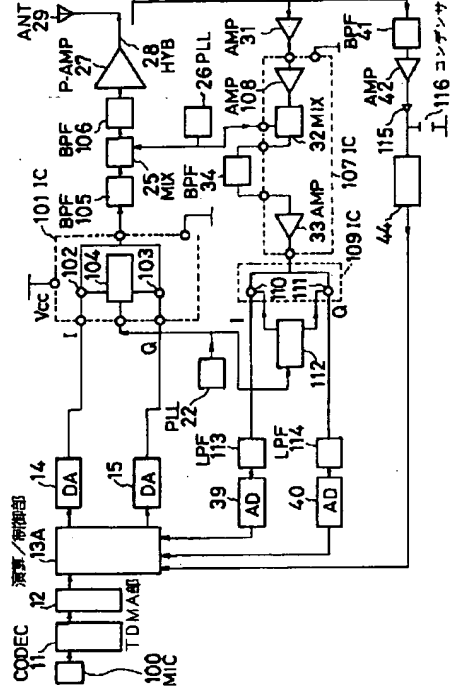 ANT
29
P-AMP
27
28
HYB
BPF
106
26 PLL
25
MIX
BPF
105
101 IC
Vcc
102
104
103
I
Q
PLL
22
14
DA
15
DA
演算/制御部
13A
12
TDMA部
CODEC
11
100
MIC
AMP
31
AMP
108
32 MIX
107 IC
BPF
34
33 AMP
109 IC
110
111
I
Q
112
LPF
113
LPF
114
39
AD
40
AD
BPF
41
AMP
42
115
116 コンデンサ
44